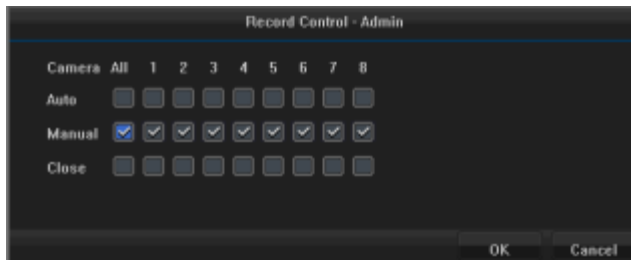 Record Control - Admin
Camera All 1 2 3 4 5 6 7 8
Auto
Manual
Close
OK Cancel